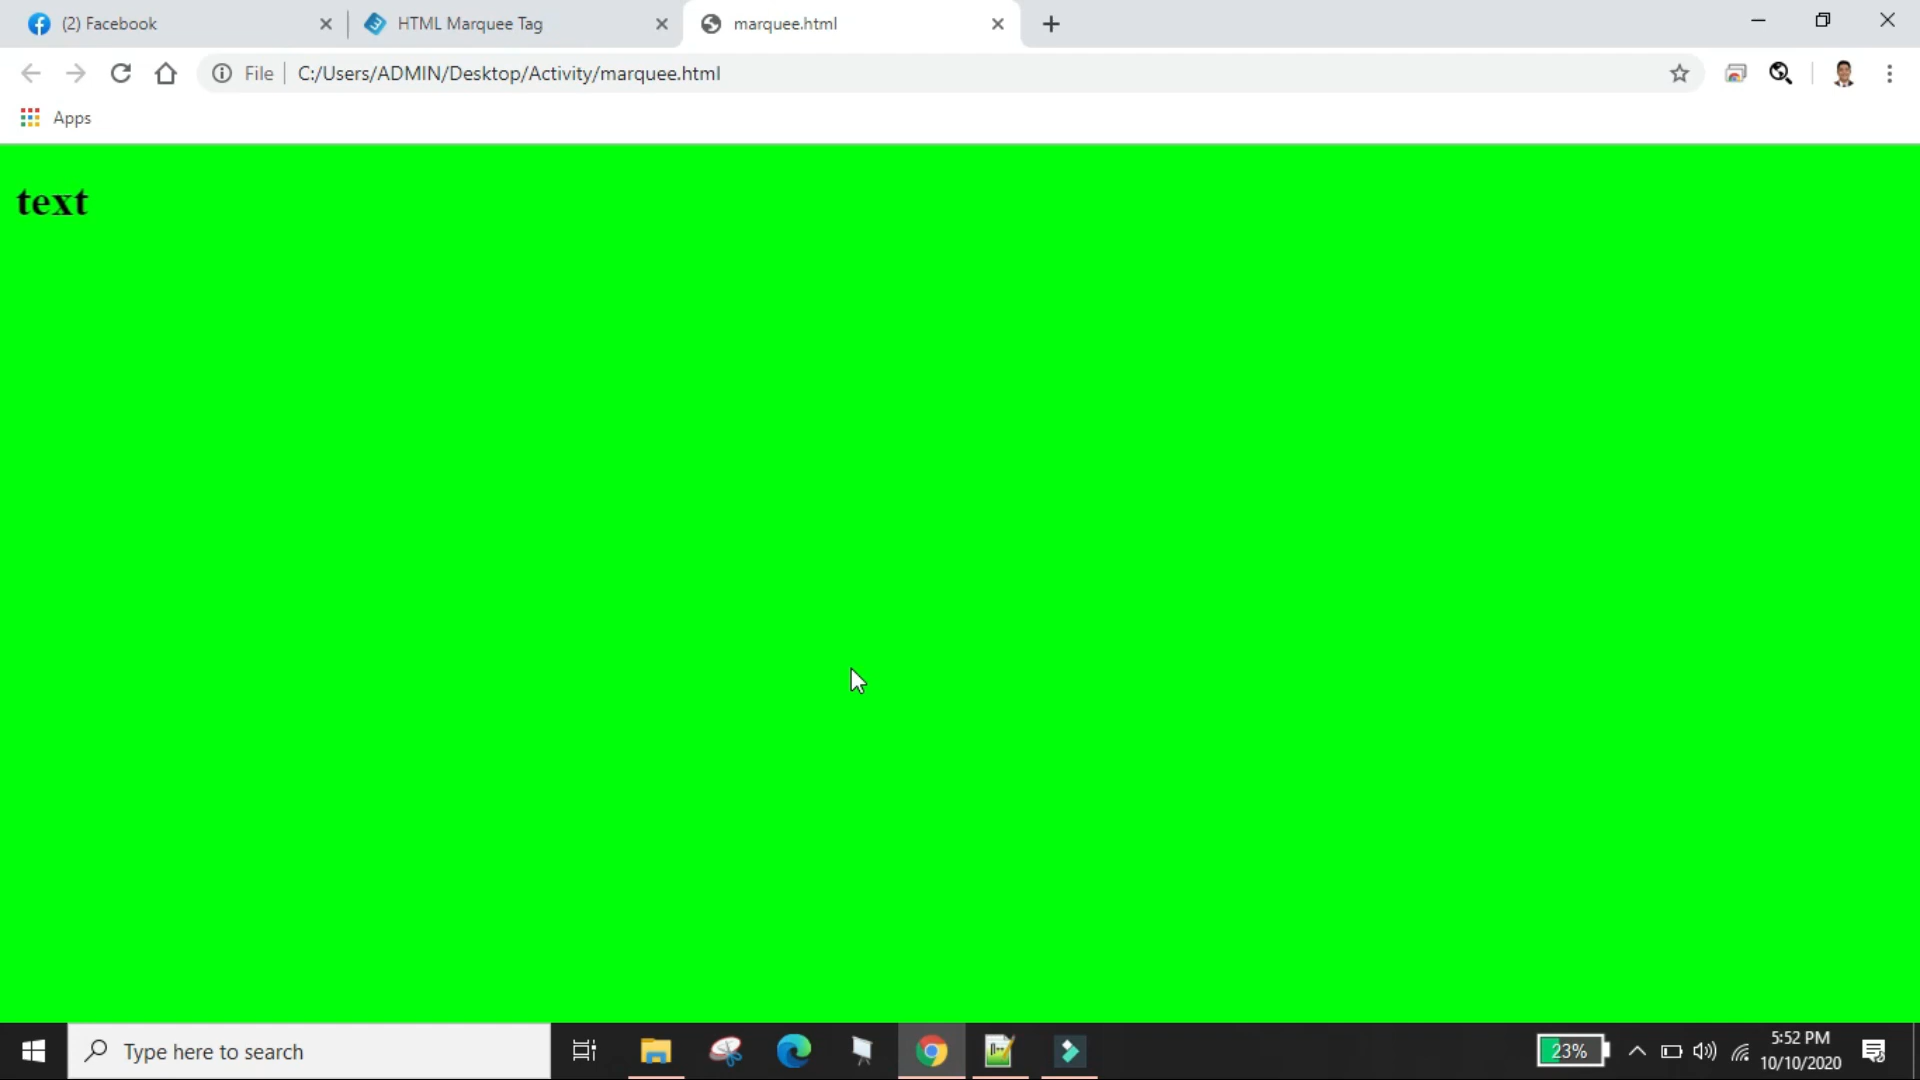 (2) Facebook
HTML Marquee Tag
marquee.html
File
C:/Users/ADMIN/Desktop/Activity/marquee.html
Apps
text
Type here to search
23%
5:52 PM
10/10/2020